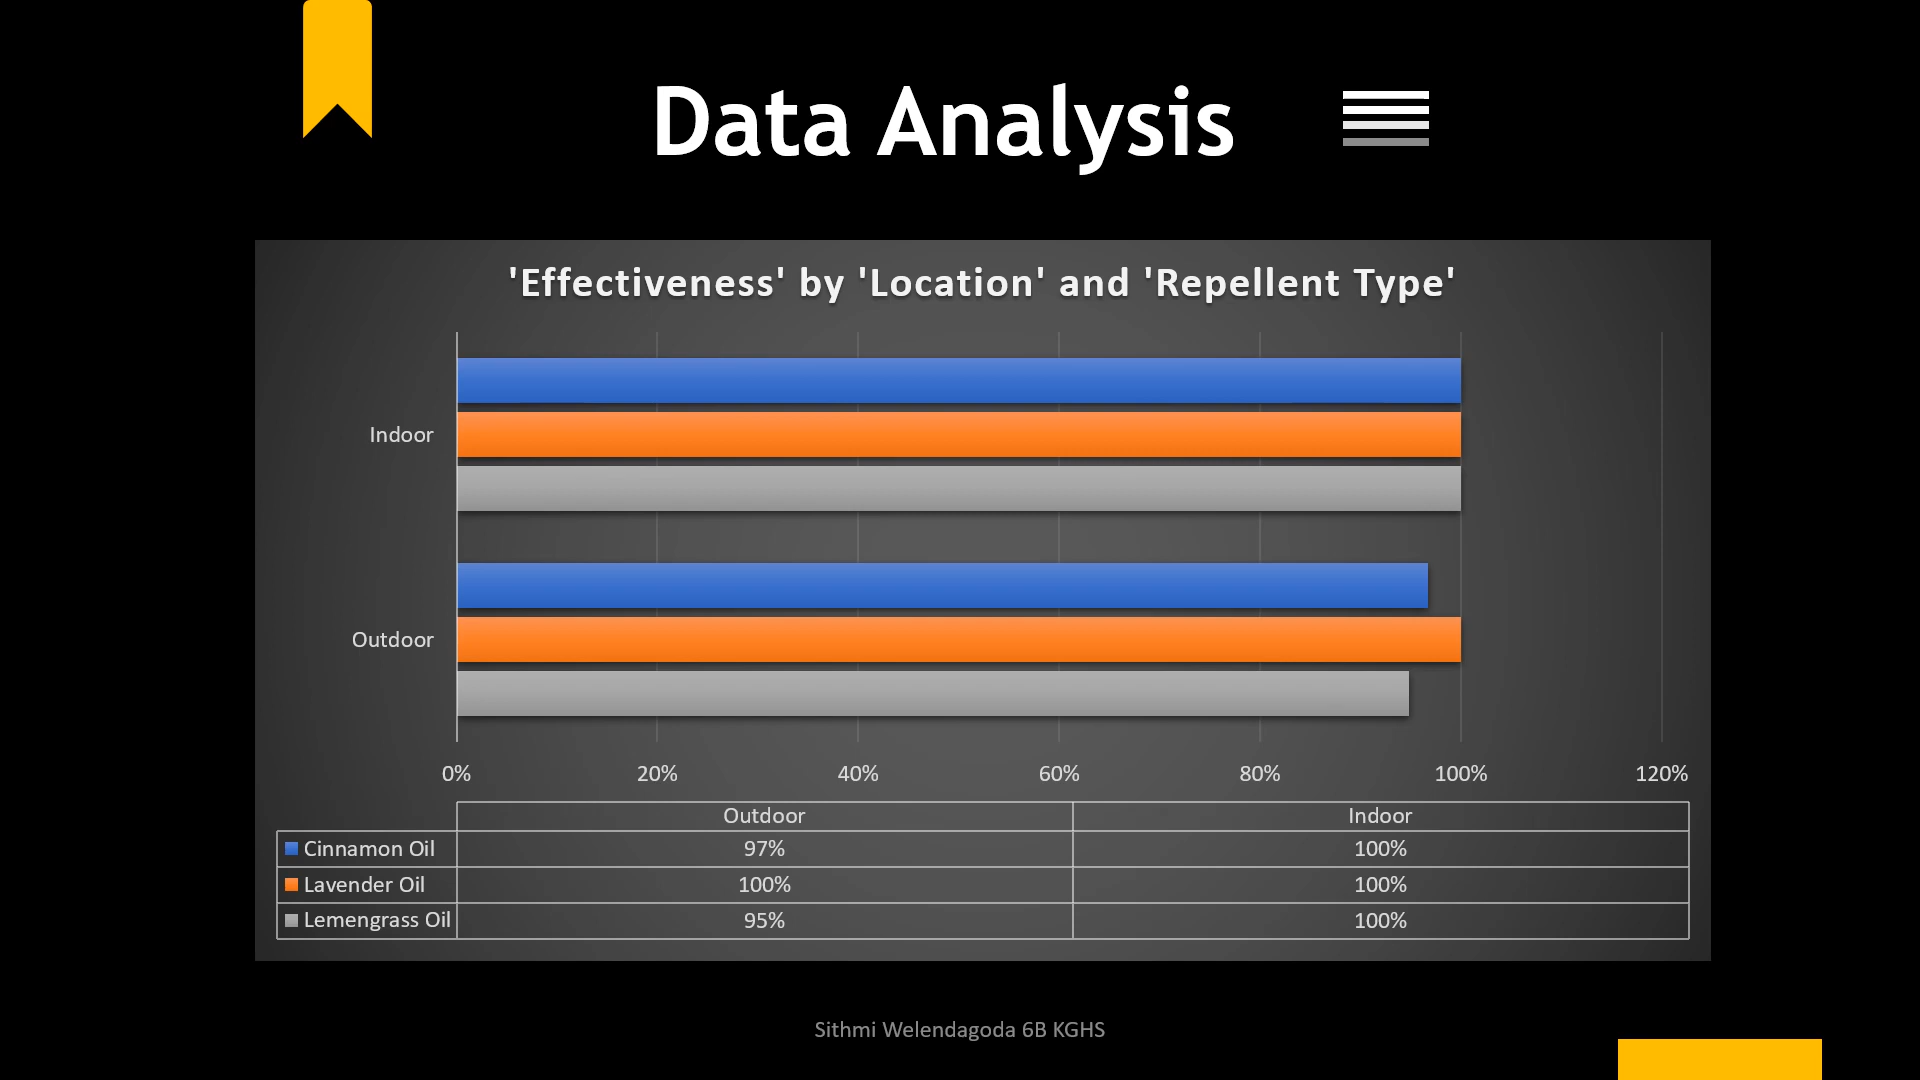 Data Analysis
'Effectiveness' by 'Location' and 'Repellent Type'
Indoor
Outdoor
0% 20% 40% 60% 80% 100% 120%
Outdoor Indoor
Cinnamon Oil 97% 100%
Lavender Oil 100% 100%
Lemengrass Oil 95% 100%
Sithmi Welendagoda 6B KGHS